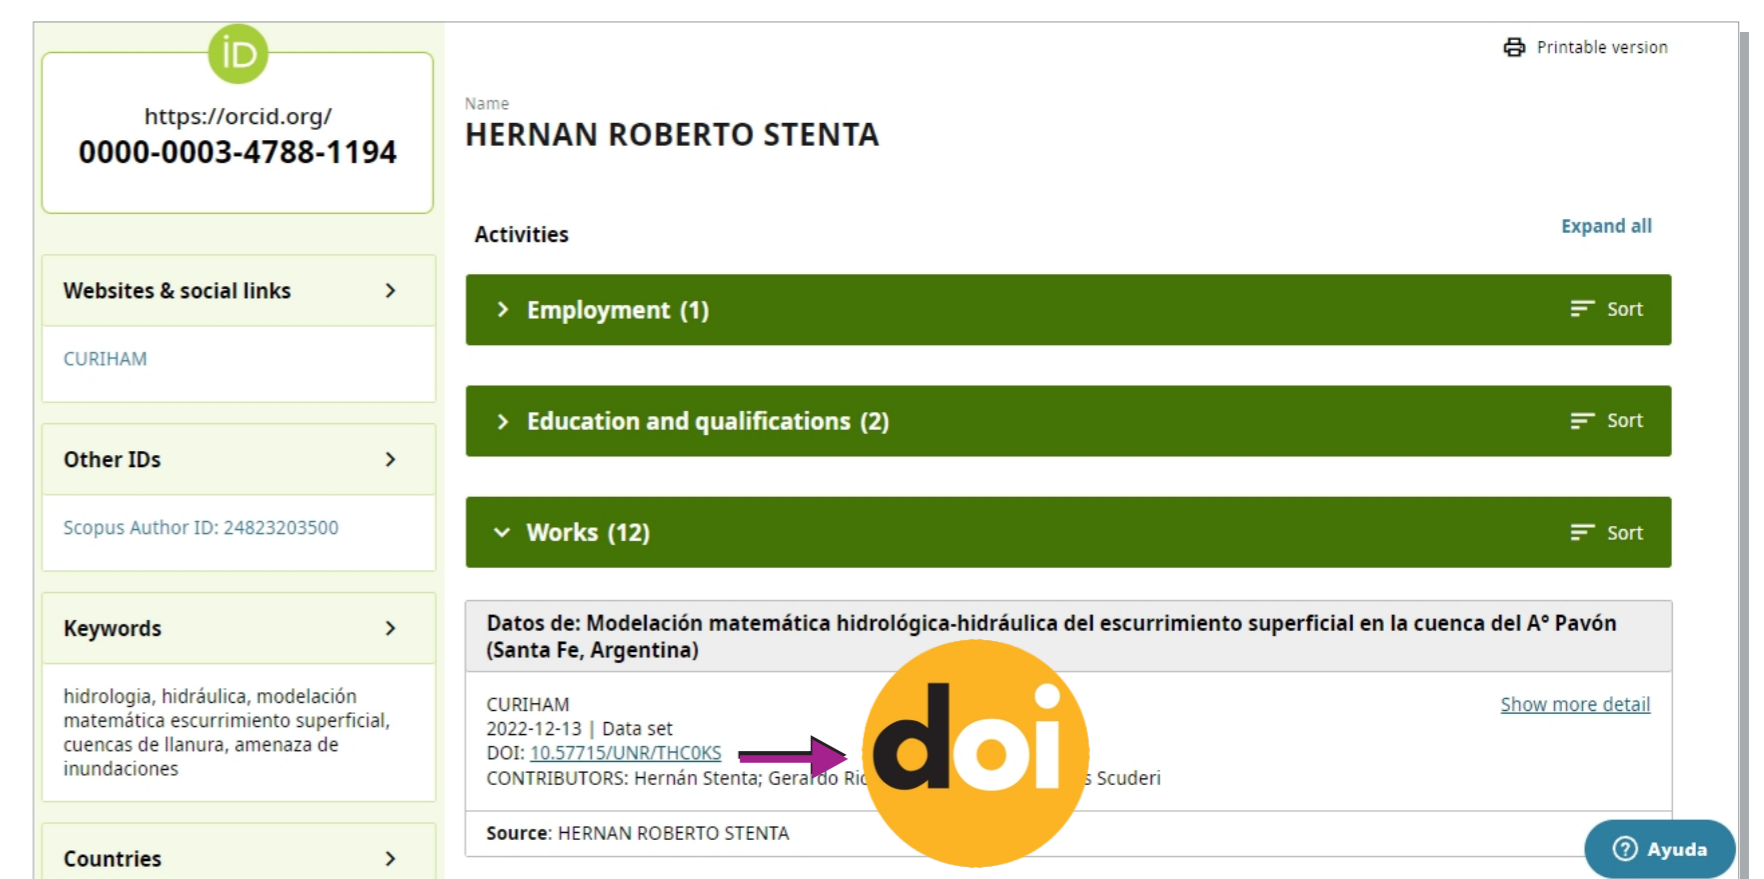 iD
https://orcid.org/
0000-0003-4788-1194
Websites & social links
CURIHAM
Other IDs
Scopus Author ID: 24823203500
Keywords
hidrologia, hidráulica, modelación
matemática escurrimiento superficial,
cuencas de llanura, amenaza de
inundaciones
Countries
Printable version
Name
HERNAN ROBERTO STENTA
Activities
Expand all
Employment (1)
Sort
Education and qualifications (2)
Sort
Works (12)
Sort
Datos de: Modelación matemática hidrológica-hidráulica del escurrimiento superficial en la cuenca del A° Pavón
(Santa Fe, Argentina)
CURIHAM
Show more detail
2022-12-13 | Data set
DOI: 10.57715/UNR/THC0KS
CONTRIBUTORS: Hernán Stenta; Gerardo Scuderi
doi
Source: HERNAN ROBERTO STENTA
Ayuda